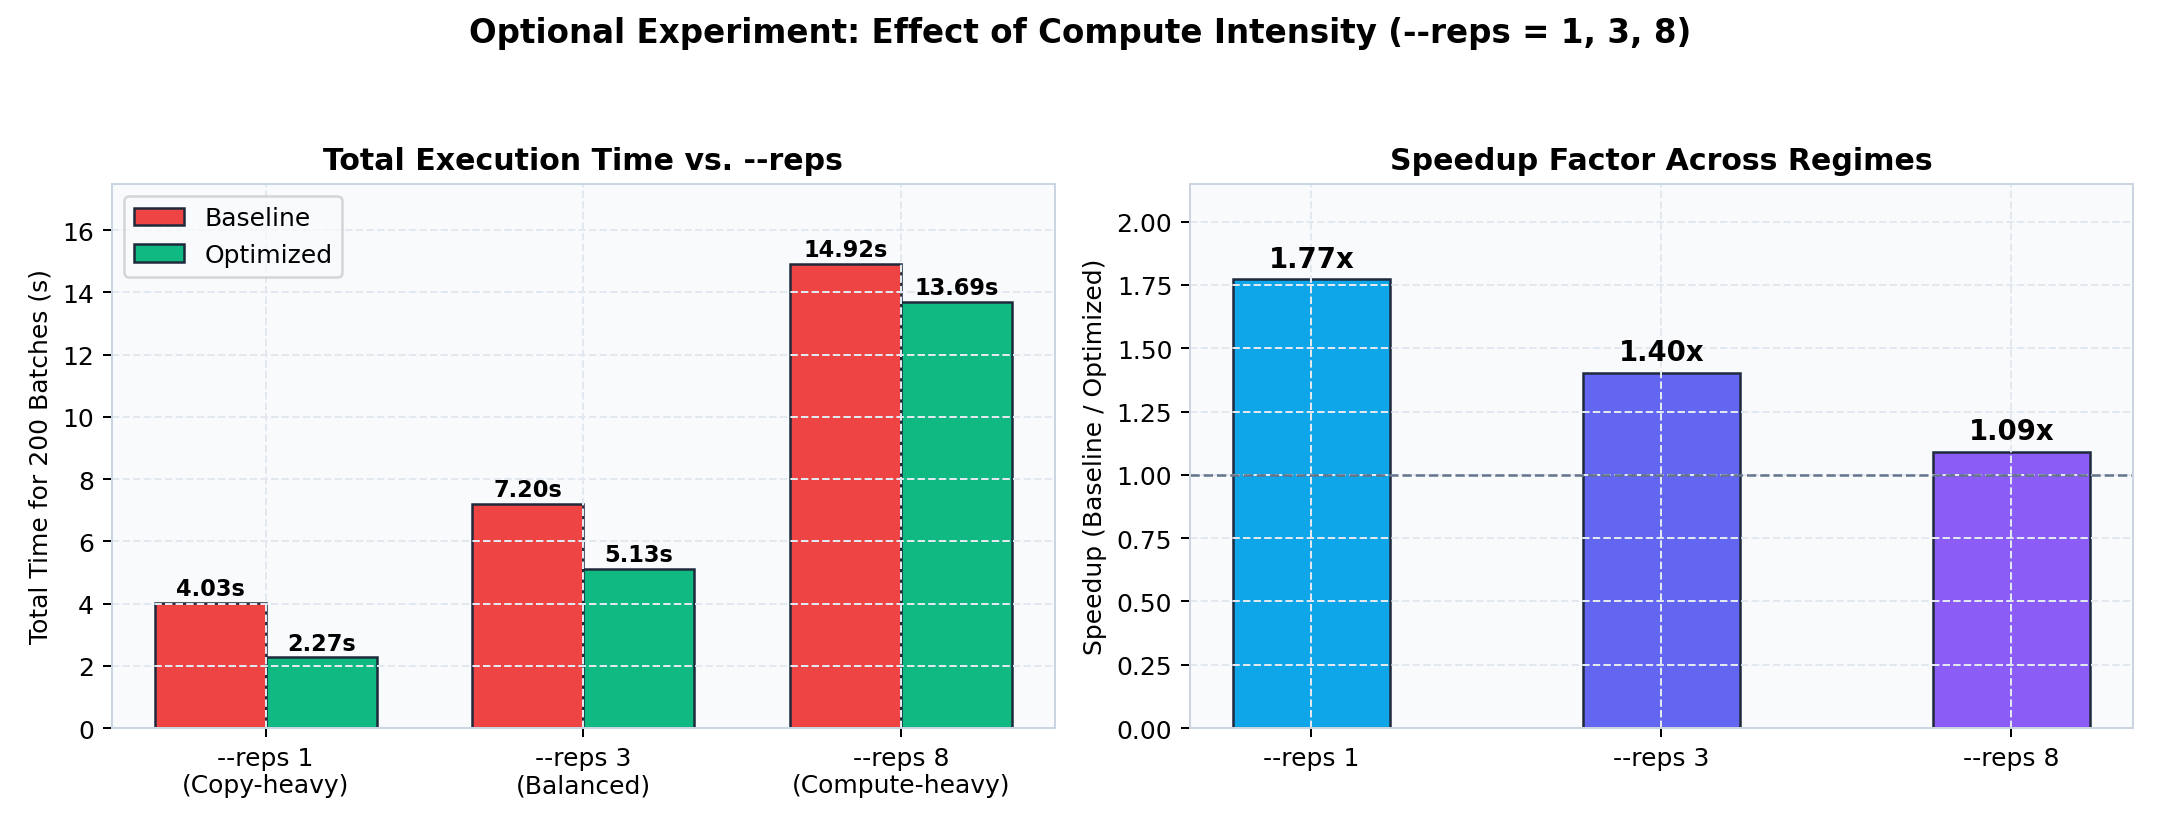 Optional Experiment: Effect of Compute Intensity (--reps = 1, 3, 8)
Total Execution Time vs. --reps
Baseline
Optimized
Total Time for 200 Batches (s)
16
14
12
10
8
6
4
2
0
4.03s
2.27s
7.20s
5.13s
14.92s
13.69s
--reps 1
(Copy-heavy)
--reps 3
(Balanced)
--reps 8
(Compute-heavy)
Speedup Factor Across Regimes
Speedup (Baseline / Optimized)
2.00
1.75
1.50
1.25
1.00
0.75
0.50
0.25
0.00
1.77x
1.40x
1.09x
--reps 1
--reps 3
--reps 8